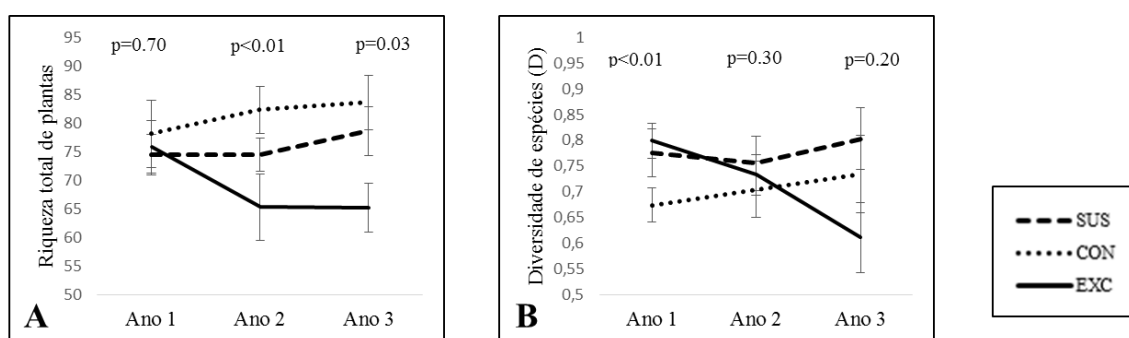 p=0.70 p<0.01 p=0.03
Riqueza total de plantas
95
90
85
80
75
70
65
60
55
50
A
Ano 1 Ano 2 Ano 3
p<0.01 p=0.30 p=0.20
Diversidade de espécies (D)
1
0,95
0,9
0,85
0,8
0,75
0,7
0,65
0,6
0,55
0,5
B
Ano 1 Ano 2 Ano 3
SUS
CON
EXC